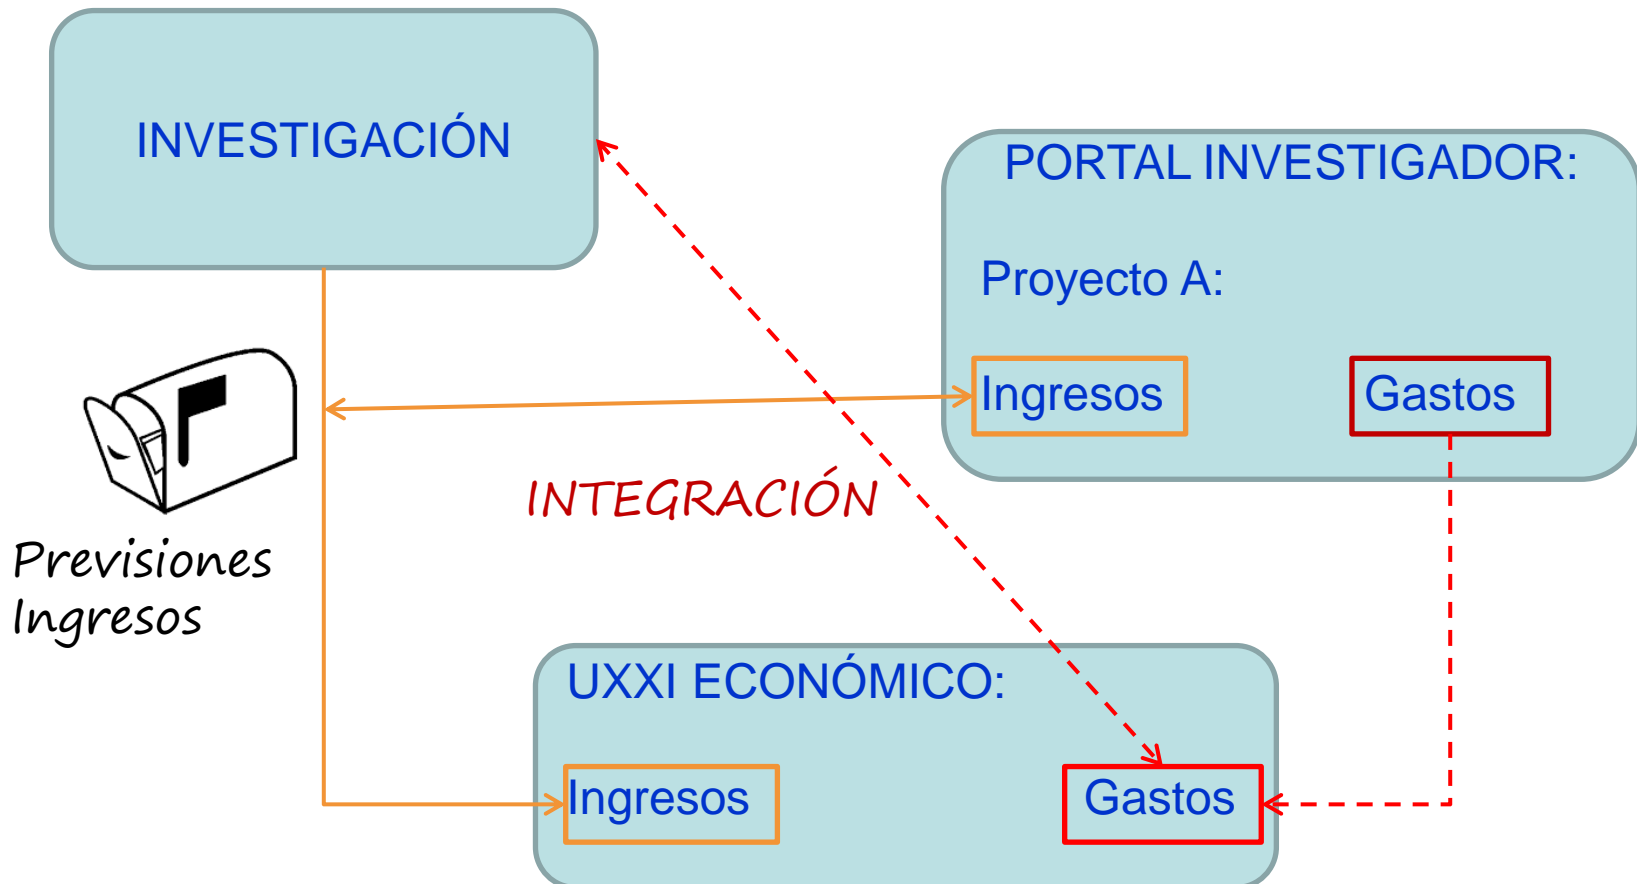 INVESTIGACIÓN
PORTAL INVESTIGADOR:
Proyecto A:
Ingresos
Gastos
INTEGRACIÓN
Previsiones
Ingresos
UXXI ECONÓMICO:
Ingresos
Gastos